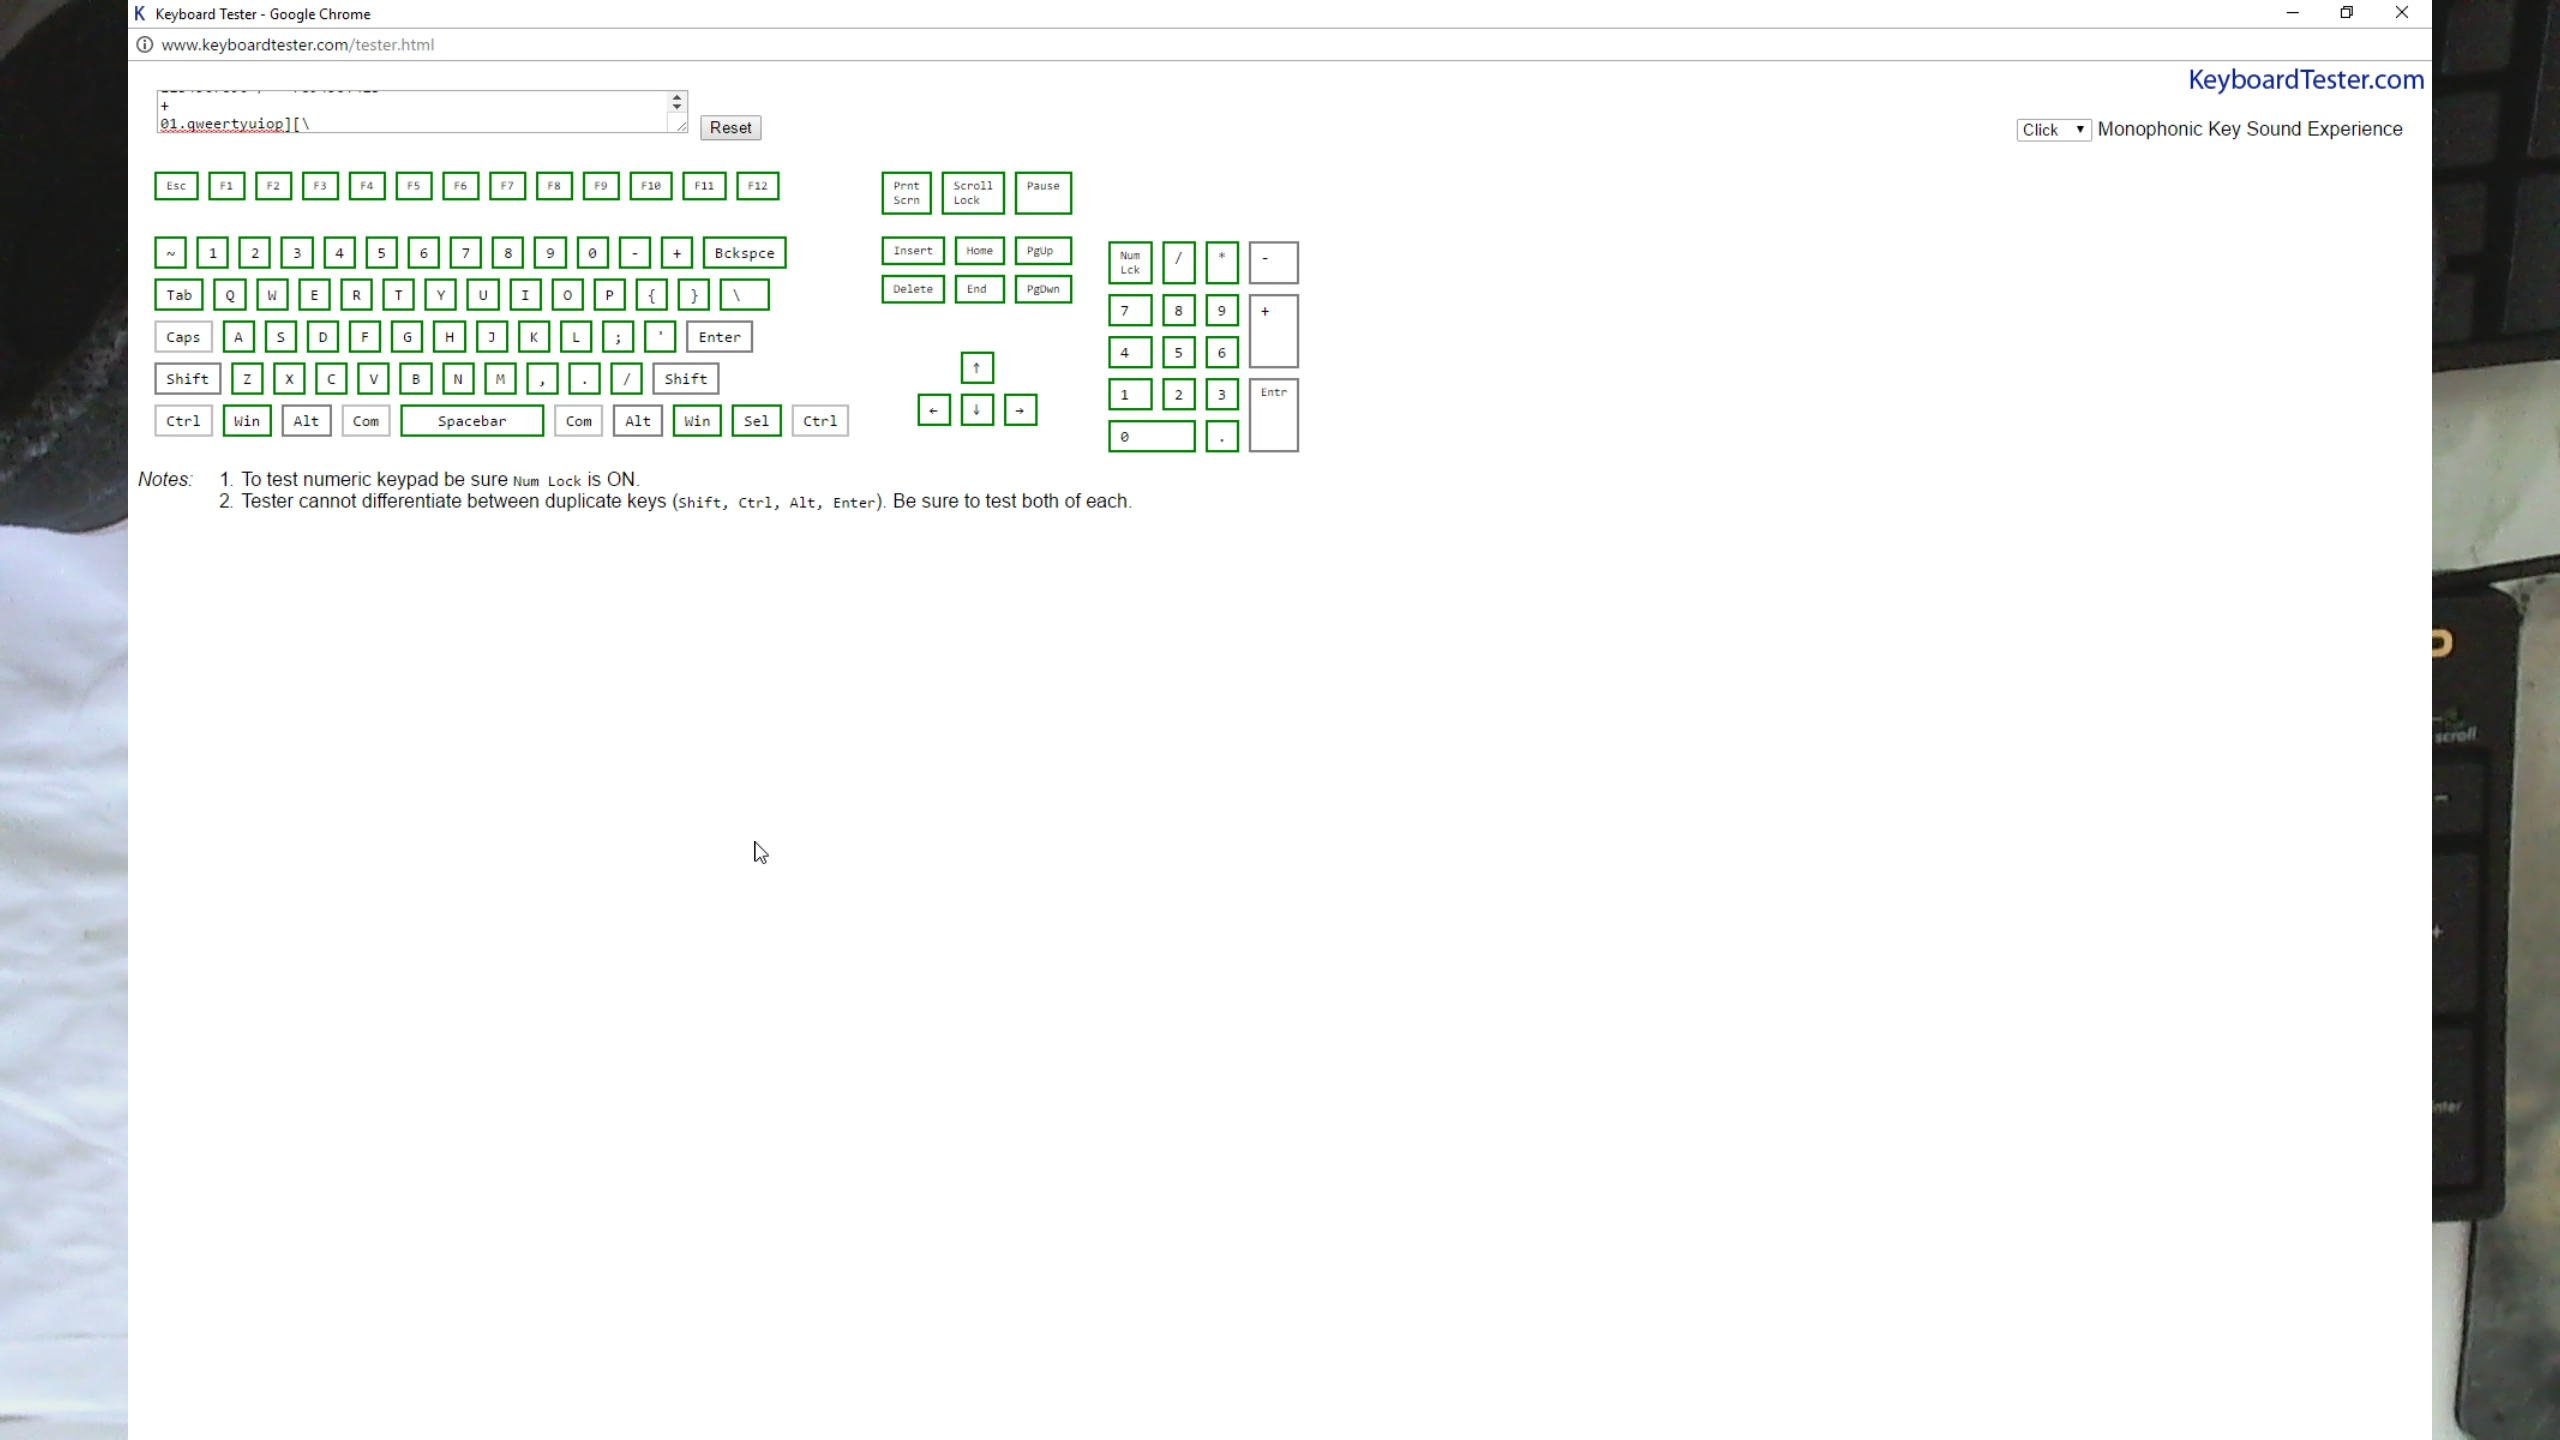 K Keyboard Tester - Google Chrome
www.keyboardtester.com/tester.html
KeyboardTester.com
+
01.qweertyuiop][\
Reset
Click Monophonic Key Sound Experience
Esc F1 F2 F3 F4 F5 F6 F7 F8 F9 F10 F11 F12
Prnt Scrn
Scroll Lock
Pause
~ 1 2 3 4 5 6 7 8 9 0 - + Bckspce
Insert Home PgUp
Num Lck
/ * -
Tab Q W E R T Y U I O P { } \
Delete End PgDwn
7 8 9 +
Caps A S D F G H J K L ; ' Enter
4 5 6
Shift Z X C V B N M , . / Shift
↑
1 2 3 Entr
Ctrl Win Alt Com Spacebar Com Alt Win Sel Ctrl
← ↓ →
0 .
Notes: 1. To test numeric keypad be sure Num Lock is ON.
2. Tester cannot differentiate between duplicate keys (Shift, Ctrl, Alt, Enter). Be sure to test both of each.
scroll